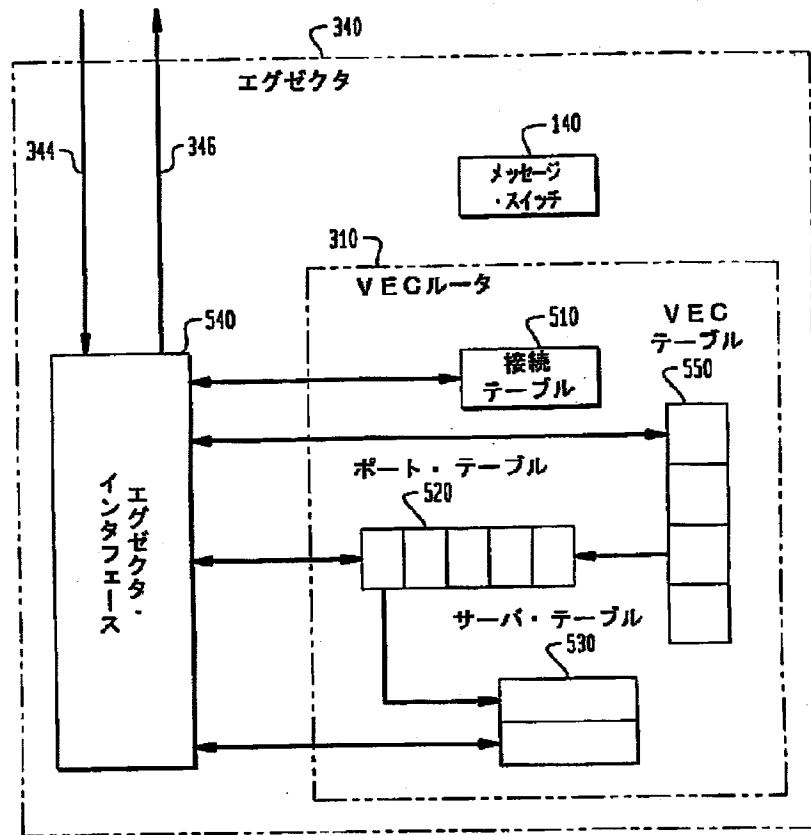 340
エグゼクタ
344
346
140
メッセージ
・スイッチ
310
VECルータ
540
510
接続
テーブル
VEC
テーブル
550
ポート・テーブル
520
エグゼクタ・
インタフェース
サーバ・テーブル
530